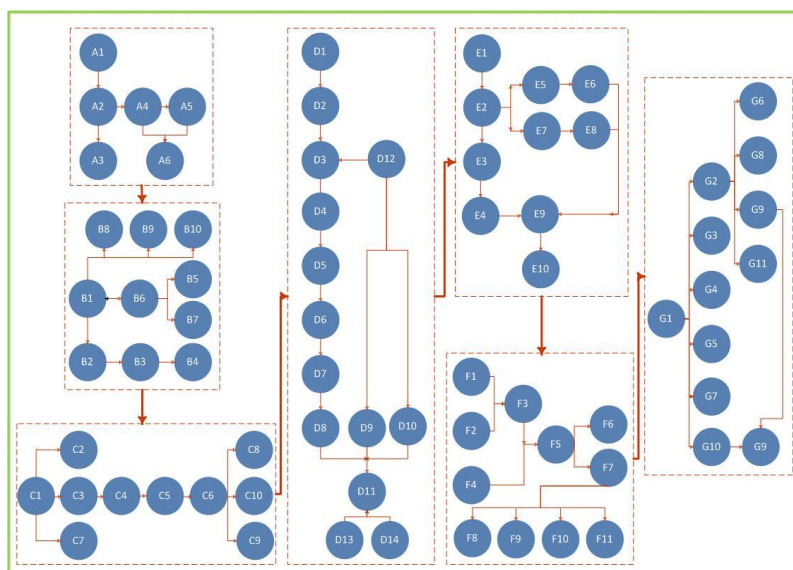 A1
A2
A4
A5
A3
A6
B8
B9
B10
B1
B6
B5
B7
B2
B3
B4
C2
C8
C1
C3
C4
C5
C6
C10
C7
C9
D1
D2
D3
D12
D4
D5
D6
D7
D8
D9
D10
D11
D13
D14
E1
E2
E5
E6
E7
E8
E3
E4
E9
E10
F1
F3
F2
F5
F6
F4
F7
F8
F9
F10
F11
G6
G8
G2
G9
G3
G11
G4
G1
G5
G7
G10
G9